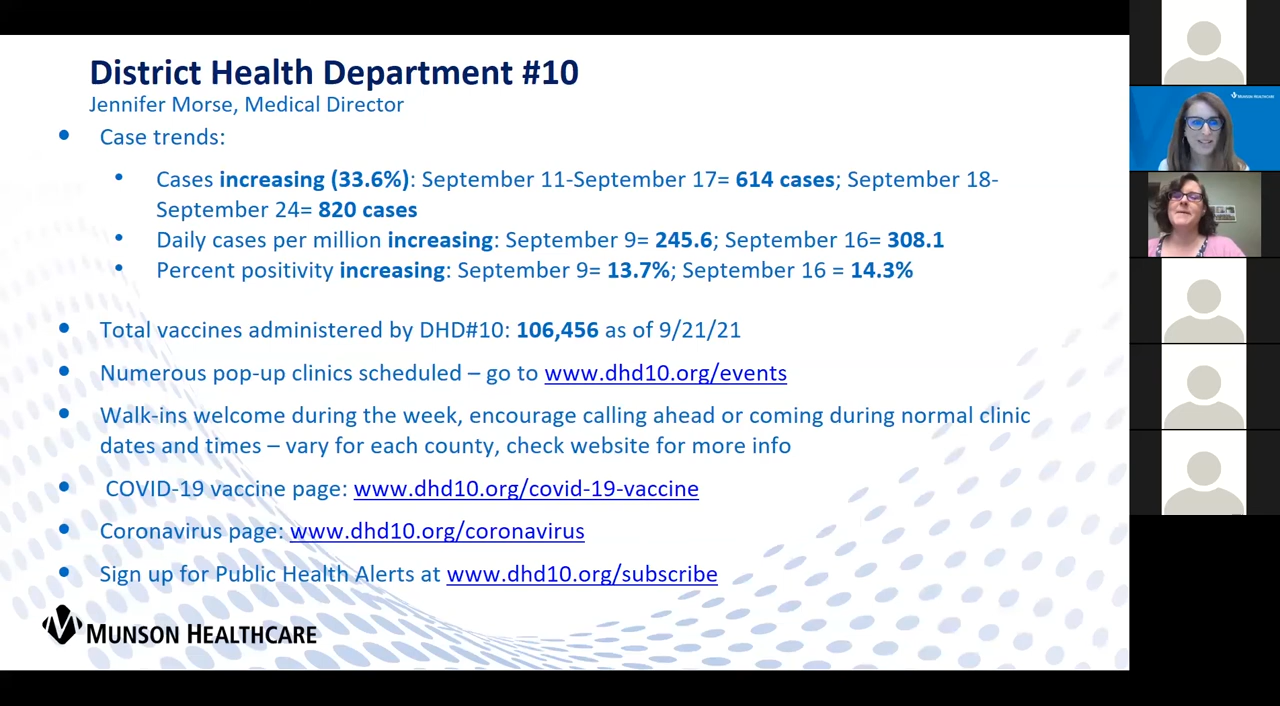 District Health Department #10
Jennifer Morse, Medical Director
• Case trends:
• Cases increasing (33.6%): September 11-September 17= 614 cases; September 18-
September 24= 820 cases
• Daily cases per million increasing: September 9= 245.6; September 16= 308.1
• Percent positivity increasing: September 9= 13.7%; September 16 = 14.3%
• Total vaccines administered by DHD#10: 106,456 as of 9/21/21
• Numerous pop-up clinics scheduled – go to www.dhd10.org/events
• Walk-ins welcome during the week, encourage calling ahead or coming during normal clinic
dates and times – vary for each county, check website for more info
• COVID-19 vaccine page: www.dhd10.org/covid-19-vaccine
• Coronavirus page: www.dhd10.org/coronavirus
• Sign up for Public Health Alerts at www.dhd10.org/subscribe
MUNSON HEALTHCARE
MUNSON HEALTHCARE